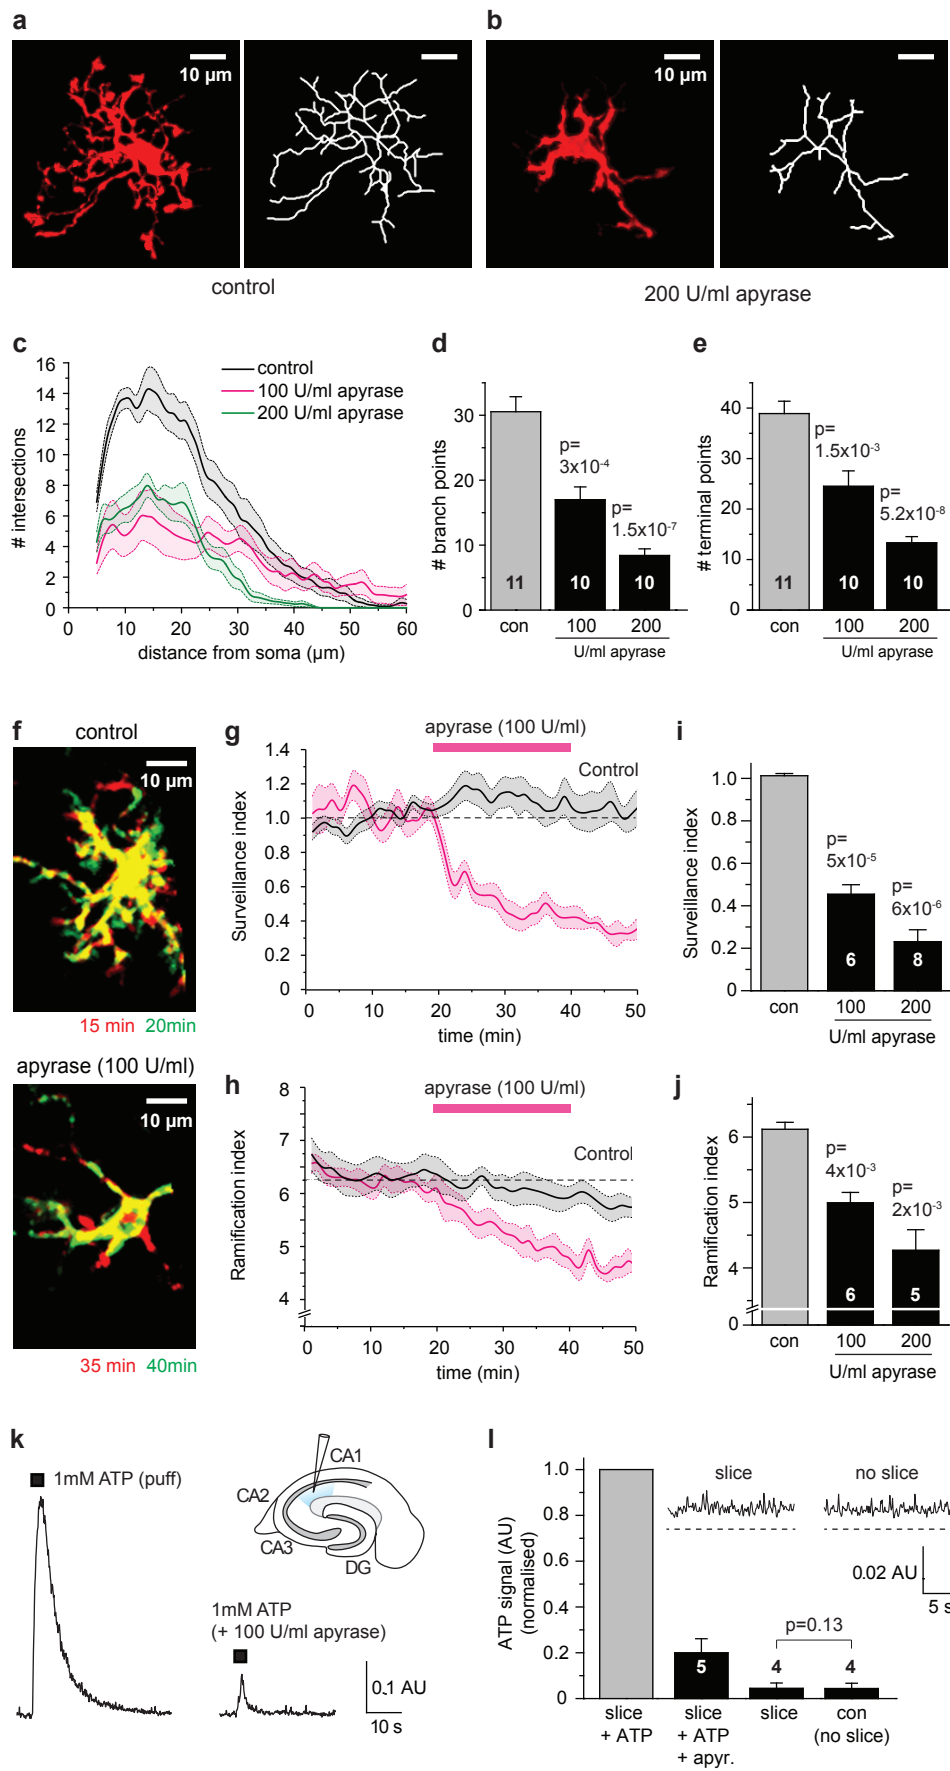 a
10 µm
control
b
10 µm
200 U/ml apyrase
c
16
14
12
10
8
6
4
2
0
# intersections
control
100 U/ml apyrase
200 U/ml apyrase
0 10 20 30 40 50 60
distance from soma (µm)
d
30
20
10
0
# branch points
p=
3x10-4
p=
1.5x10-7
11 10 10
con 100 200
U/ml apyrase
e
40
30
20
10
0
# terminal points
p=
1.5x10-3
p=
5.2x10-8
11 10 10
con 100 200
U/ml apyrase
f
control
10 µm
15 min 20min
apyrase (100 U/ml)
10 µm
35 min 40min
g
apyrase (100 U/ml)
Control
1.4
1.2
1.0
0.8
0.6
0.4
0.2
0
Surveillance index
0 10 20 30 40 50
time (min)
h
apyrase (100 U/ml)
Control
8
7
6
5
4
Ramification index
0 10 20 30 40 50
time (min)
i
1.0
0.8
0.6
0.4
0.2
0.0
Surveillance index
p=
5x10-5
p=
6x10-6
6 8
con 100 200
U/ml apyrase
j
6
5
4
0
Ramification index
p=
4x10-3
p=
2x10-3
6 5
con 100 200
U/ml apyrase
k
1mM ATP (puff)
CA1
CA2
CA3
DG
1mM ATP
(+ 100 U/ml apyrase)
0.1 AU
10 s
l
1.0
0.8
0.6
0.4
0.2
0
ATP signal (AU)
(normalised)
slice
no slice
0.02 AU
5 s
p=0.13
5 4 4
slice
+ ATP
slice
+ ATP
+ apyr.
slice
con
(no slice)